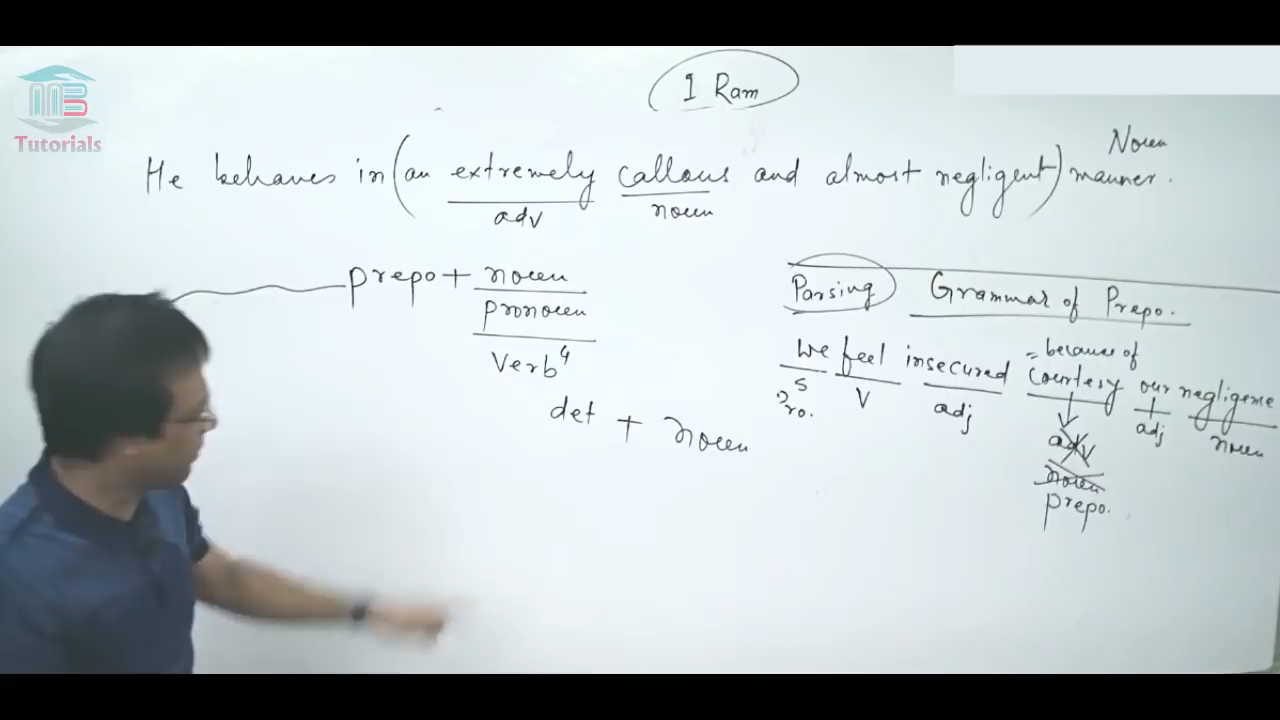 Tutorials
I Ram
Noun
He behaves in (an extremely callous and almost negligent) manner.
adv noun
prepo + noun
pronoun
Verb⁴
det + noun
Parsing Grammar of Prepo.
= because of
We feel insecured courtesy our negligence
S V adj adj noun
Pro.
adv
noun
prepo.